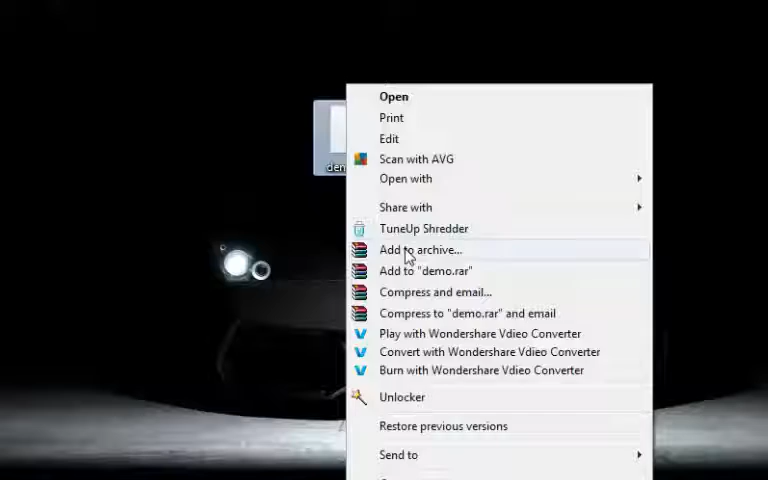 Open
Print
Edit
Scan with AVG
Open with
Share with
TuneUp Shredder
Add to archive...
Add to "demo.rar"
Compress and email...
Compress to "demo.rar" and email
Play with Wondershare Vdieo Converter
Convert with Wondershare Vdieo Converter
Burn with Wondershare Vdieo Converter
Unlocker
Restore previous versions
Send to